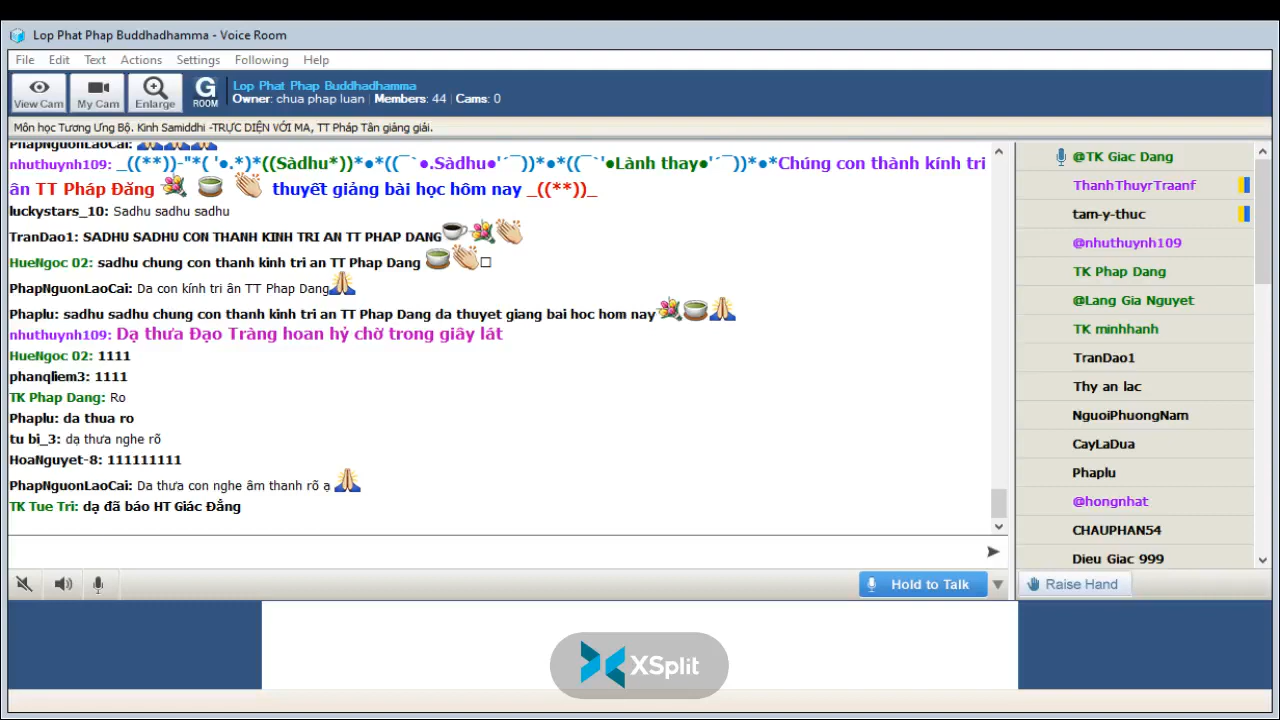 Lop Phat Phap Buddhadhamma - Voice Room
File Edit Text Actions Settings Following Help
View Cam My Cam Enlarge G ROOM
Lop Phat Phap Buddhadhamma
Owner: chua phap luan | Members: 44 | Cams: 0
Môn học Tương Ưng Bộ. Kinh Samiddhi -TRỰC DIỆN VỚI MA, TT Pháp Tân giảng giải.
PhapNguonLaoCai:
nhuthuynh109: _((**))-"*( '●.*)*((Sàdhu*))*●*((¯`●.Sàdhu●'´¯))*●*((¯`'●Lành thay●'´¯))*●*Chúng con thành kính tri
ân TT Pháp Đăng thuyết giảng bài học hôm nay _((**))_
luckystars_10: Sadhu sadhu sadhu
TranDao1: SADHU SADHU CON THANH KINH TRI AN TT PHAP DANG
HueNgoc 02: sadhu chung con thanh kinh tri an TT Phap Dang
PhapNguonLaoCai: Da con kính tri ân TT Phap Dang
Phaplu: sadhu sadhu chung con thanh kinh tri an TT Phap Dang da thuyet giang bai hoc hom nay
nhuthuynh109: Dạ thưa Đạo Tràng hoan hỷ chờ trong giây lát
HueNgoc 02: 1111
phanqliem3: 1111
TK Phap Dang: Ro
Phaplu: da thua ro
tu bi_3: dạ thưa nghe rõ
HoaNguyet-8: 111111111
PhapNguonLaoCai: Da thưa con nghe âm thanh rõ ạ
TK Tue Tri: dạ đã báo HT Giác Đẳng
Hold to Talk
@TK Giac Dang
ThanhThuyrTraanf
tam-y-thuc
@nhuthuynh109
TK Phap Dang
@Lang Gia Nguyet
TK minhhanh
TranDao1
Thy an lac
NguoiPhuongNam
CayLaDua
Phaplu
@hongnhat
CHAUPHAN54
Dieu Giac 999
Raise Hand
XSplit